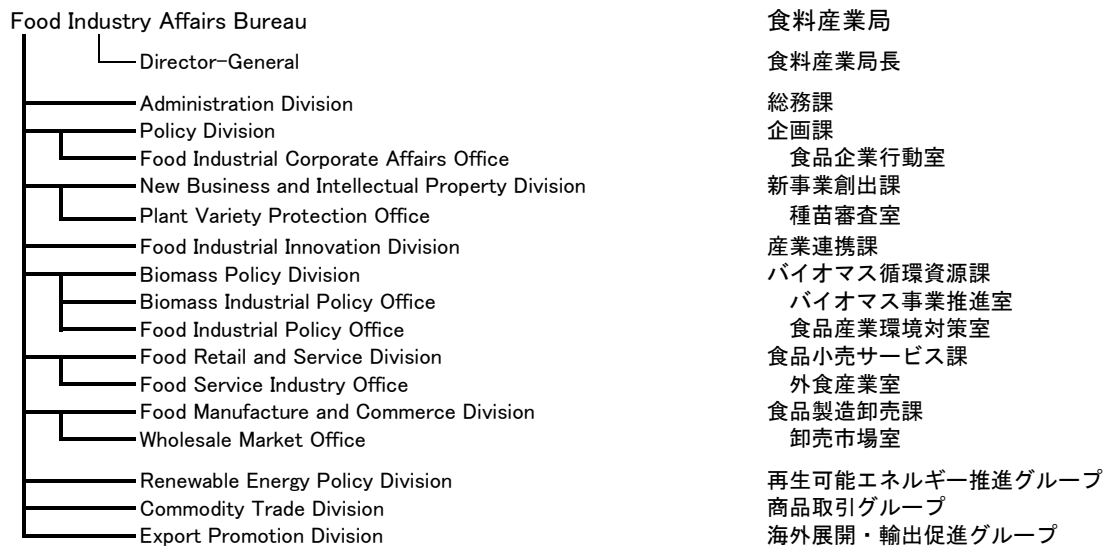 Food Industry Affairs Bureau 食料産業局
Director-General 食料産業局長
Administration Division 総務課
Policy Division 企画課
Food Industrial Corporate Affairs Office 食品企業行動室
New Business and Intellectual Property Division 新事業創出課
Plant Variety Protection Office 種苗審査室
Food Industrial Innovation Division 産業連携課
Biomass Policy Division バイオマス循環資源課
Biomass Industrial Policy Office バイオマス事業推進室
Food Industrial Policy Office 食品産業環境対策室
Food Retail and Service Division 食品小売サービス課
Food Service Industry Office 外食産業室
Food Manufacture and Commerce Division 食品製造卸売課
Wholesale Market Office 卸売市場室
Renewable Energy Policy Division 再生可能エネルギー推進グループ
Commodity Trade Division 商品取引グループ
Export Promotion Division 海外展開・輸出促進グループ